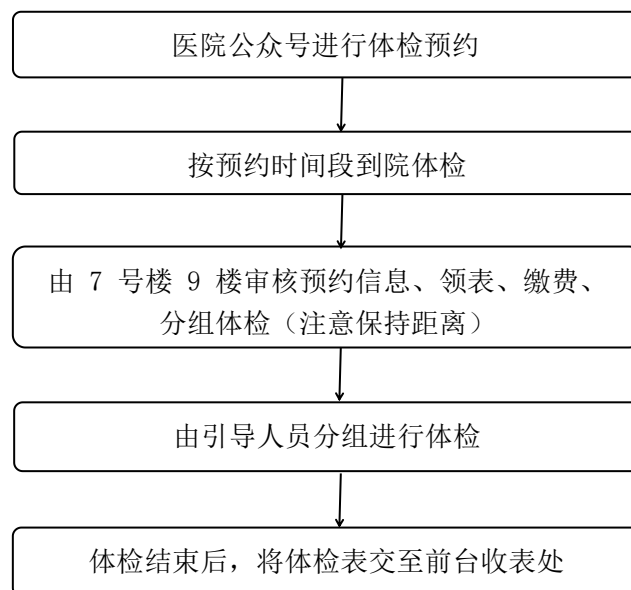 医院公众号进行体检预约
按预约时间段到院体检
由 7 号楼 9 楼审核预约信息、领表、缴费、
分组体检（注意保持距离）
由引导人员分组进行体检
体检结束后，将体检表交至前台收表处